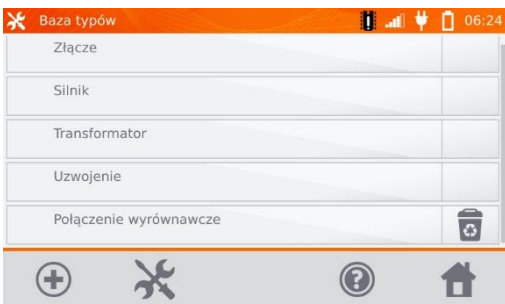 Baza typów
06:24
Złącze
Silnik
Transformator
Uzwojenie
Połączenie wyrównawcze